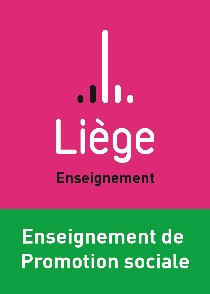 Liège
Enseignement
Enseignement de
Promotion sociale